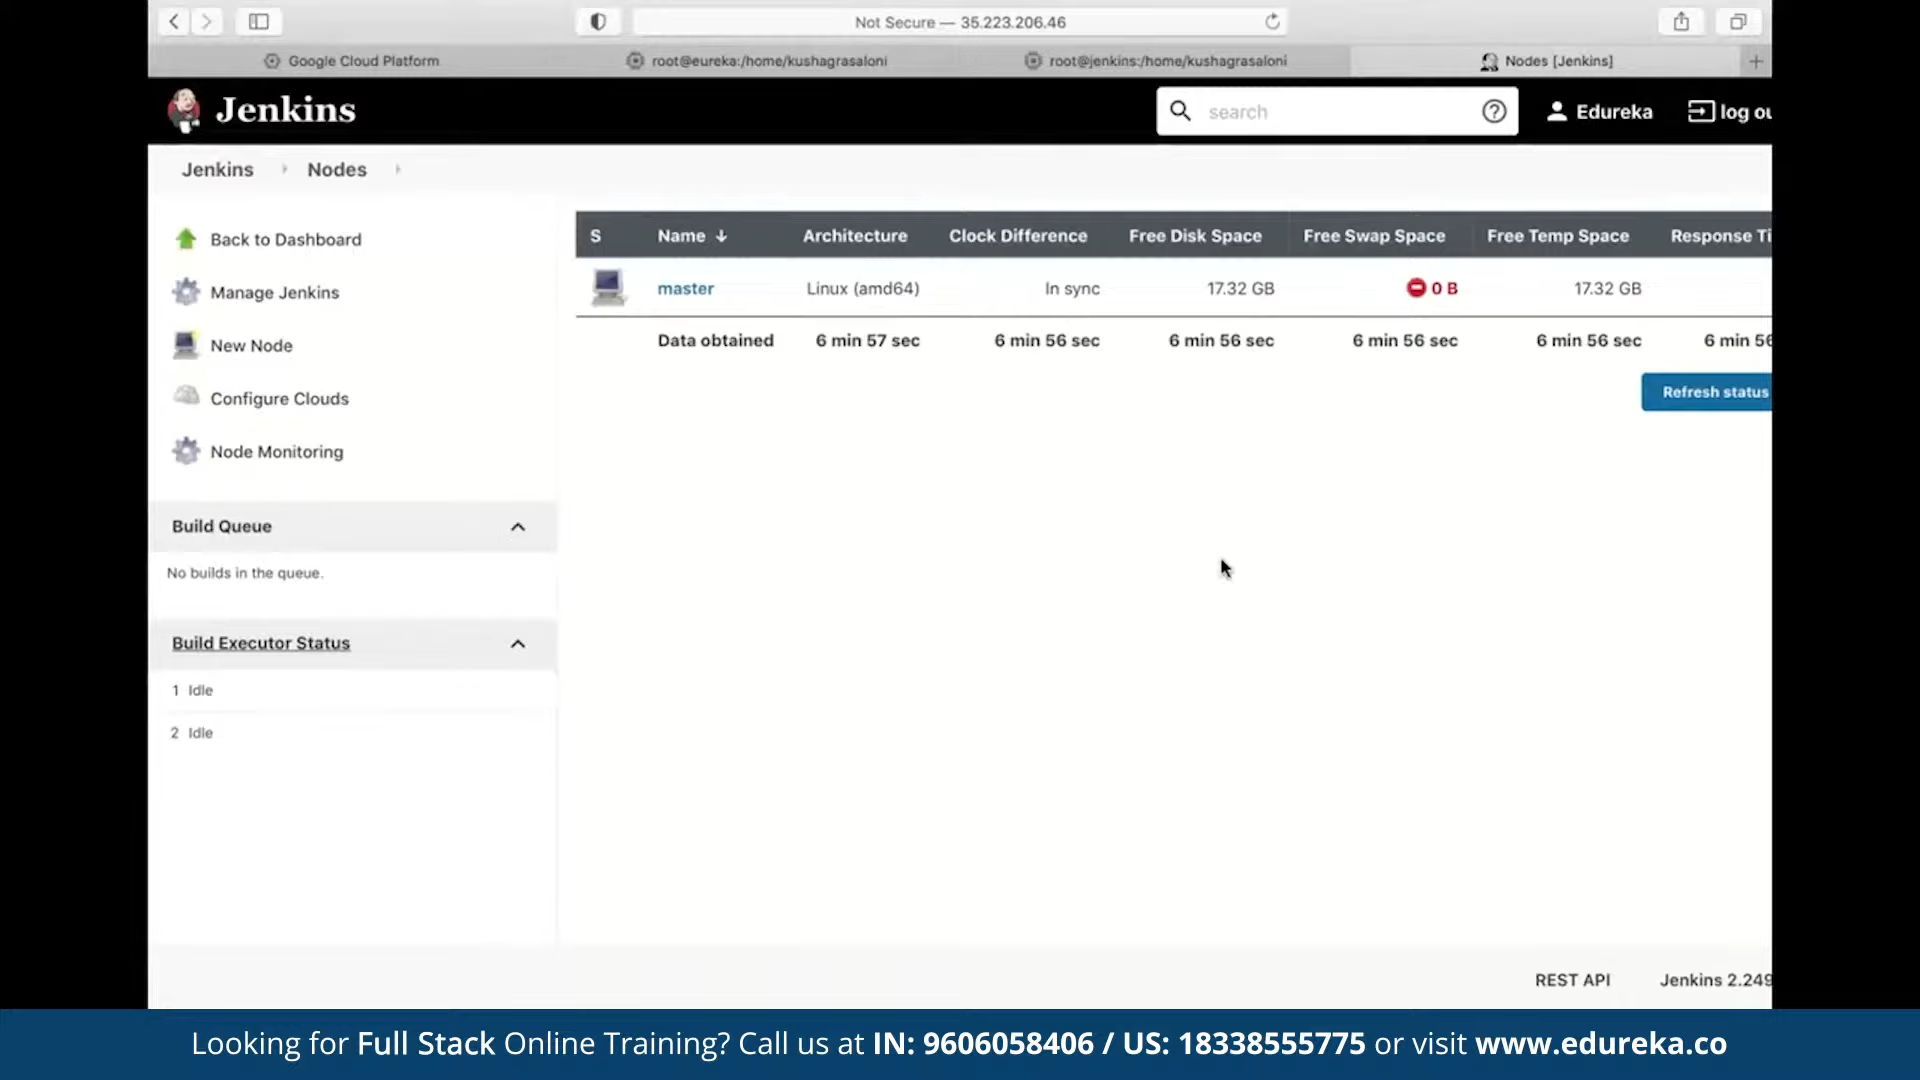 Not Secure — 35.223.206.46
Google Cloud Platform
root@eureka:/home/kushagrasaloni
root@jenkins:/home/kushagrasaloni
Nodes [Jenkins]
Jenkins
search
Edureka
log ou
Jenkins
Nodes
Back to Dashboard
Manage Jenkins
New Node
Configure Clouds
Node Monitoring
Build Queue
No builds in the queue.
Build Executor Status
1 Idle
2 Idle
S Name ↓ Architecture Clock Difference Free Disk Space Free Swap Space Free Temp Space Response Ti
master Linux (amd64) In sync 17.32 GB 0 B 17.32 GB
Data obtained 6 min 57 sec 6 min 56 sec 6 min 56 sec 6 min 56 sec 6 min 56 sec 6 min 56
Refresh status
REST API Jenkins 2.249
Looking for Full Stack Online Training? Call us at IN: 9606058406 / US: 18338555775 or visit www.edureka.co